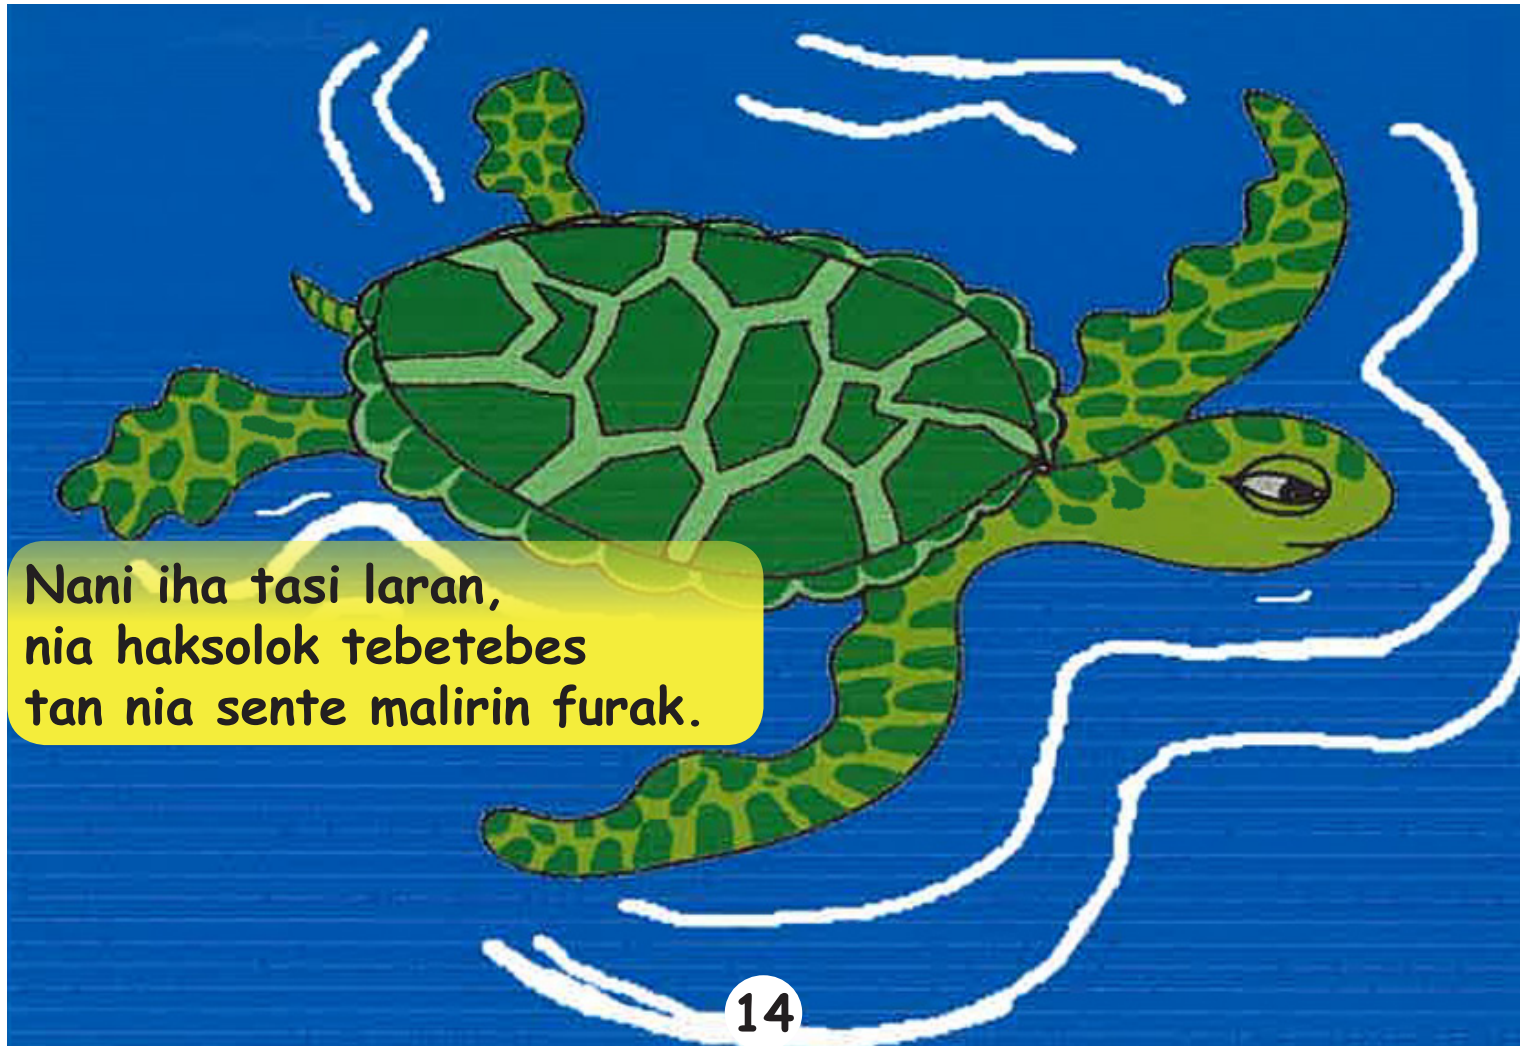 Nani iha tasi laran,
nia haksolok tebetebes
tan nia sente malirin furak.
14